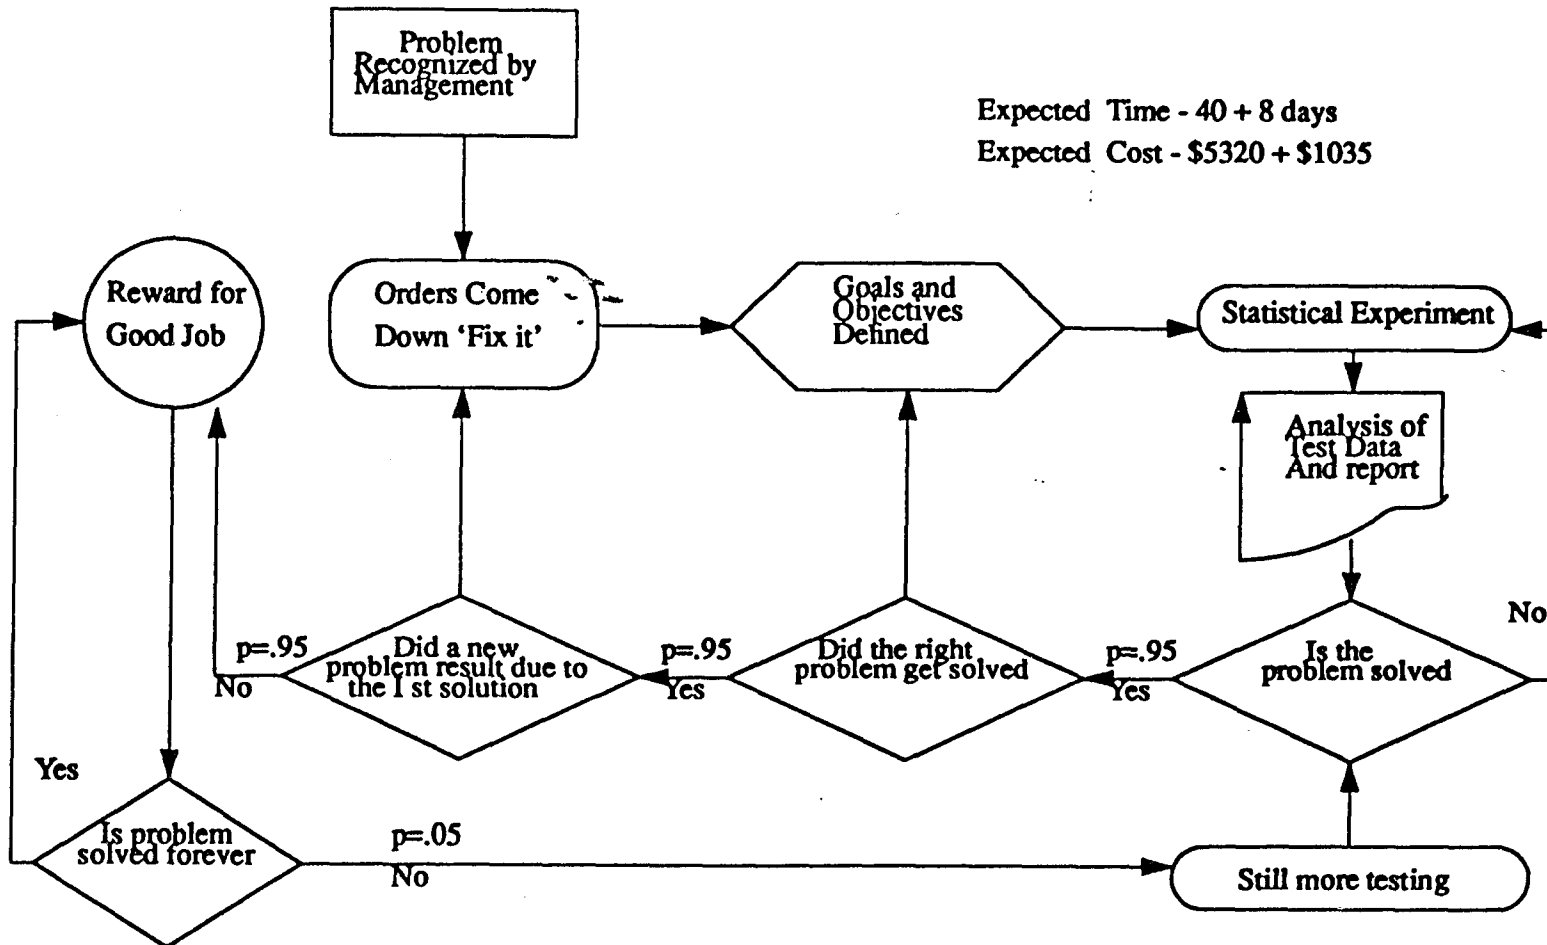 Problem
Recognized by
Management
Expected Time - 40 + 8 days
Expected Cost - $5320 + $1035
Reward for
Good Job
Orders Come
Down ‘Fix it’
Goals and
Objectives
Defined
Statistical Experiment
Analysis of
Test Data
And report
No
p=.95
No
Did a new
problem result due to
the 1 st solution
p=.95
Yes
Did the right
problem get solved
p=.95
Yes
Is the
problem solved
Yes
Is problem
solved forever
p=.05
No
Still more testing